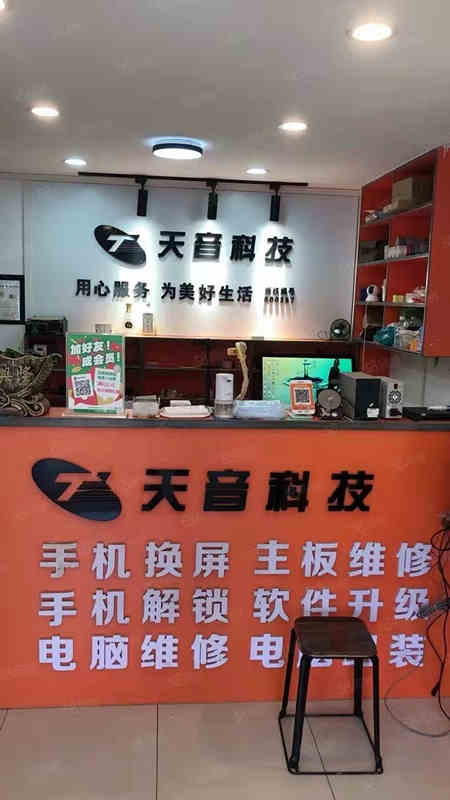 天音科技
用心服务 为美好生活
加好友！
成会员！
天音科技
手机换屏 主板维修
手机解锁 软件升级
电脑维修 电 装